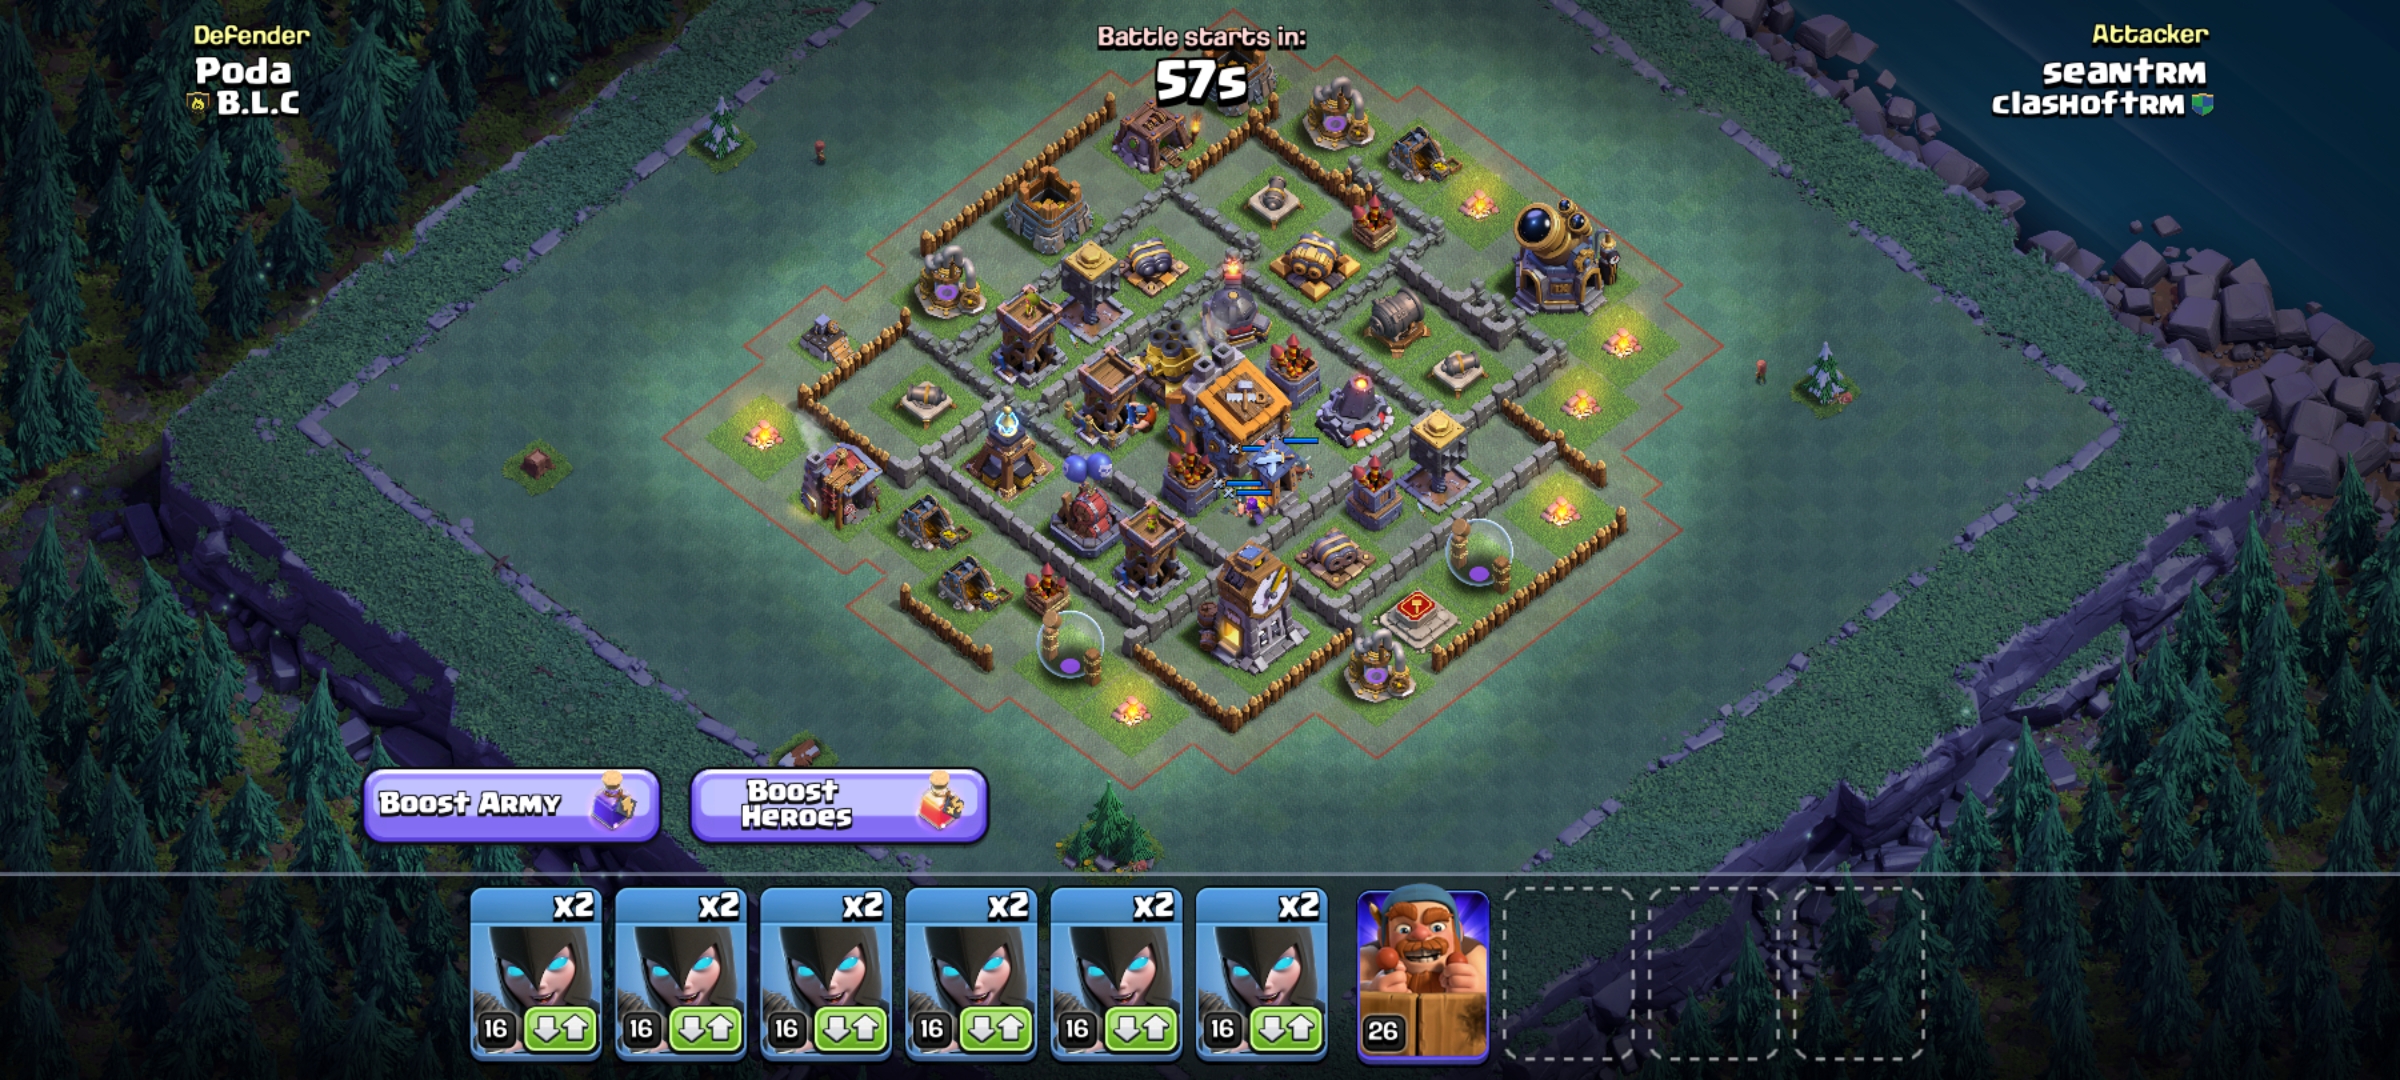 Defender
Poda
B.L.C
Battle starts in:
57s
Attacker
seantRM
clashoftRM
Boost Army
Boost
Heroes
x2
x2
x2
x2
x2
x2
16
16
16
16
16
16
26